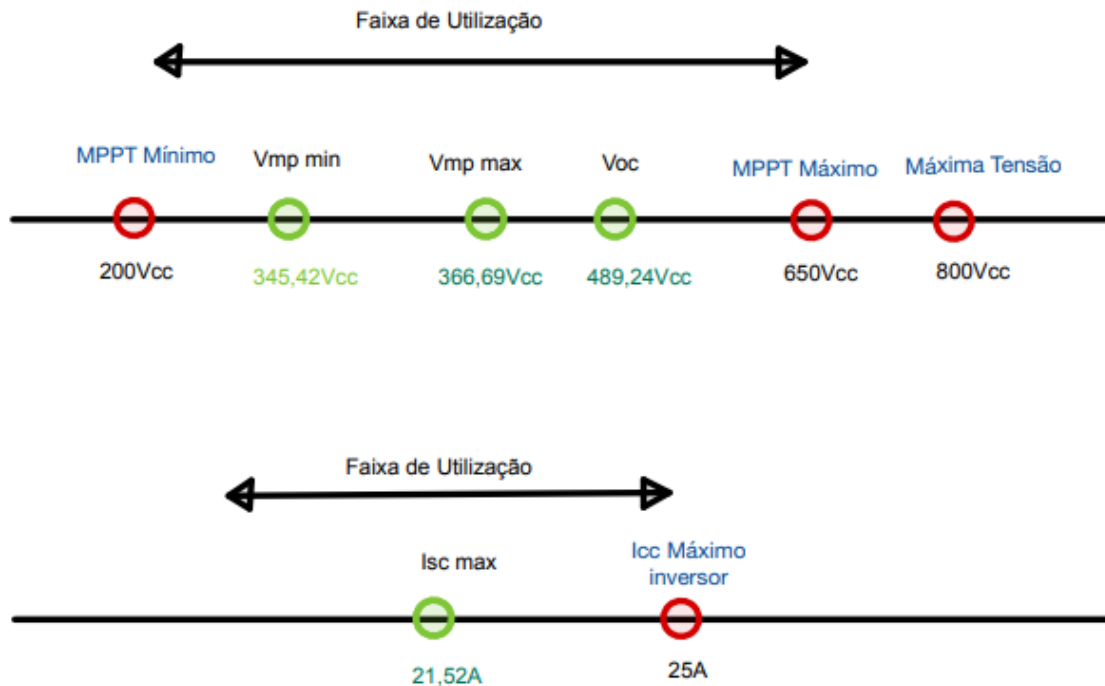 Faixa de Utilização
MPPT Mínimo
Vmp min
Vmp max
Voc
MPPT Máximo
Máxima Tensão
200Vcc
345,42Vcc
366,69Vcc
489,24Vcc
650Vcc
800Vcc
Faixa de Utilização
Isc max
Icc Máximo
inversor
21,52A
25A